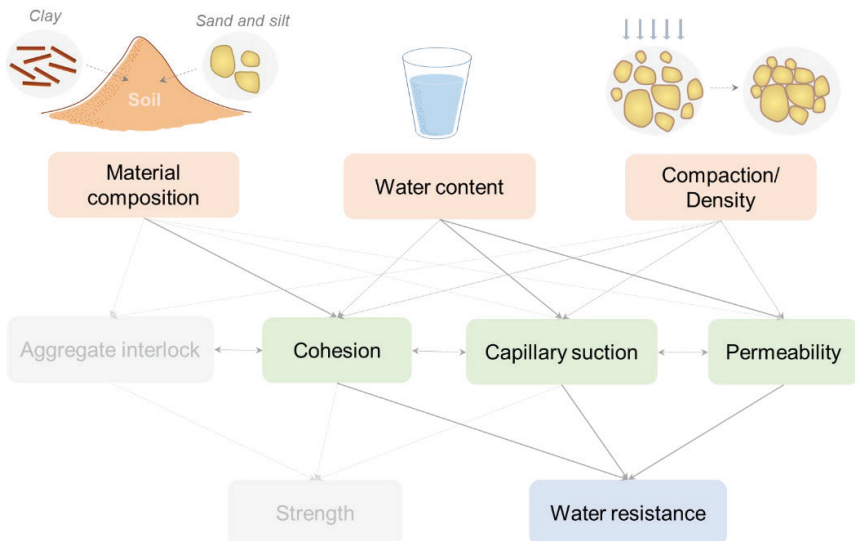 Clay
Sand and silt
Soil
Material
composition
Water content
Compaction/
Density
Aggregate interlock
Cohesion
Capillary suction
Permeability
Strength
Water resistance